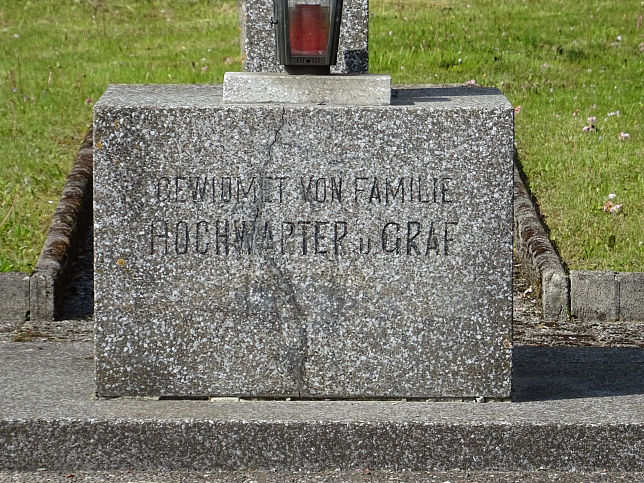 GEWIDMET VON FAMILIE
HOCHWARTER U GRAF